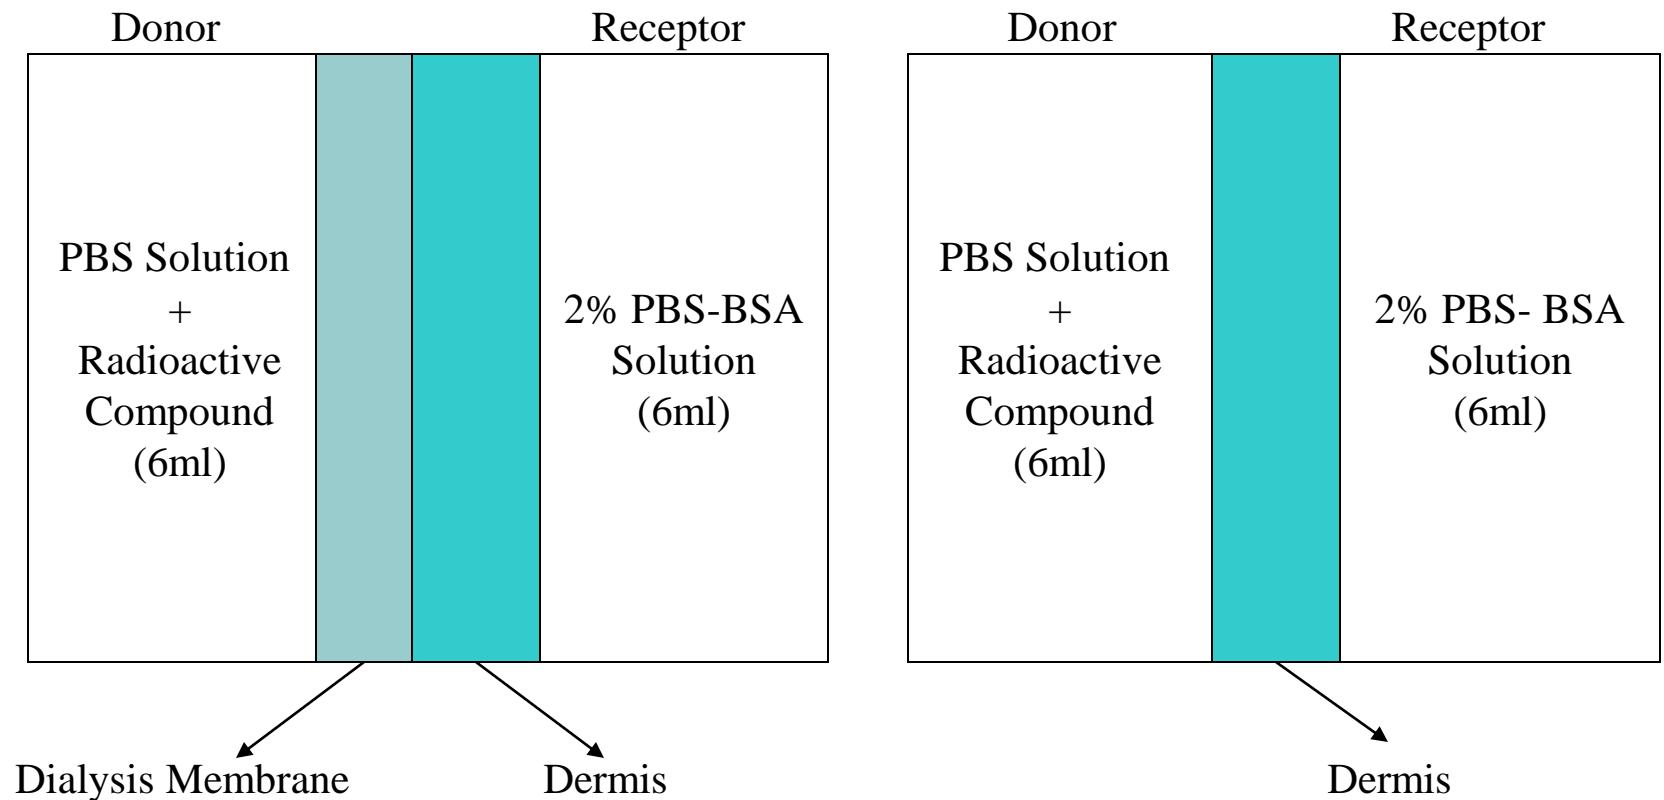 Donor
Receptor
PBS Solution
+
Radioactive
Compound
(6ml)
2% PBS-BSA
Solution
(6ml)
Dialysis Membrane
Dermis
Donor
Receptor
PBS Solution
+
Radioactive
Compound
(6ml)
2% PBS- BSA
Solution
(6ml)
Dermis